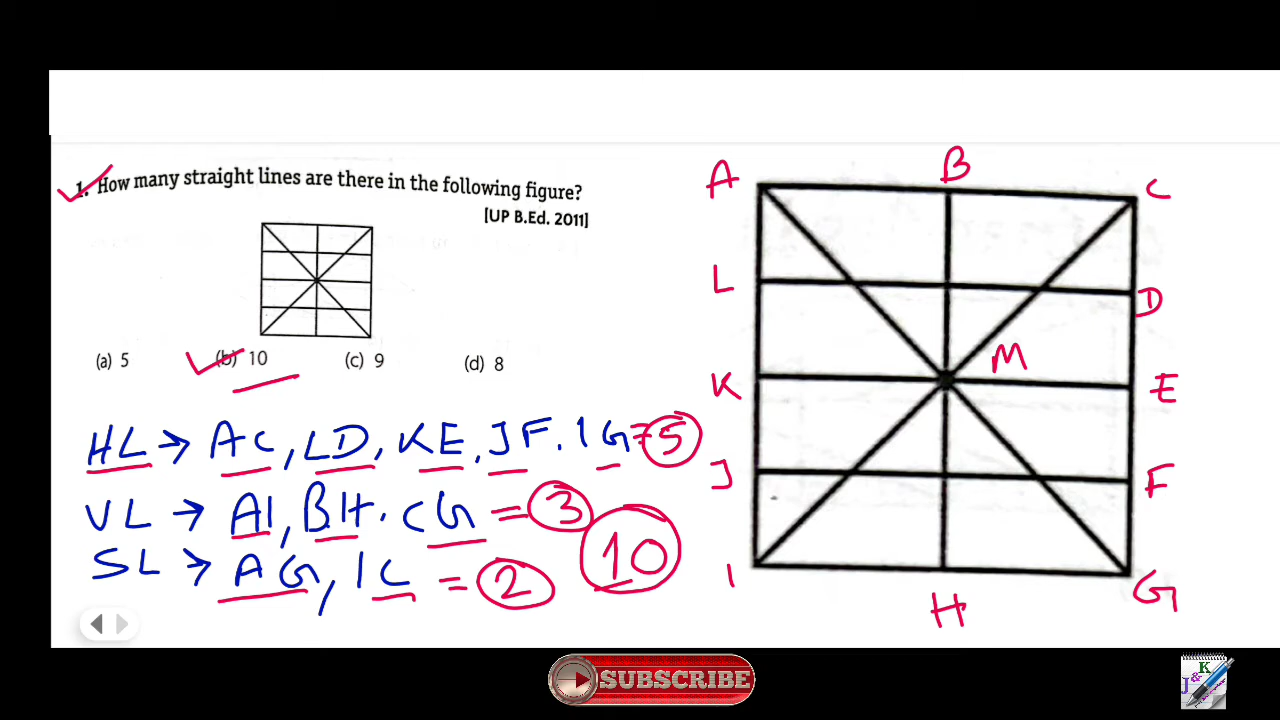 1. How many straight lines are there in the following figure?
[UP B.Ed. 2011]
(a) 5 (b) 10 (c) 9 (d) 8
HL → AC, LD, KE, JF. IG = 5
VL → AI, BH. CG = 3
SL → AG, IC = 2
10
A B C
L D
M
K E
J F
I H G
SUBSCRIBE
J & K